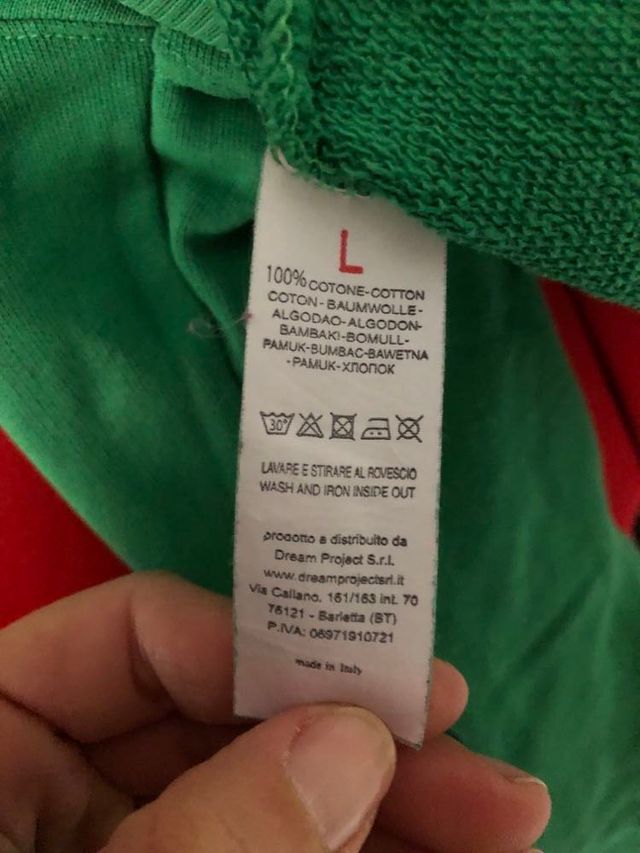 L
100% COTONE-COTTON
COTON-BAUMWOLLE-
ALGODAO-ALGODON-
BAMBAKI-BOMULL-
PAMUK-BUMBAC-BAWETNA
-PAMUK-ХЛОПОК
30°
LAVARE E STIRARE AL ROVESCIO
WASH AND IRON INSIDE OUT
prodotto e distribuito da
Dream Project S.r.l.
www.dreamprojectsrl.it
Via Callano. 161/163 int. 70
76121 - Barletta (BT)
P.IVA: 06971910721
made in Italy